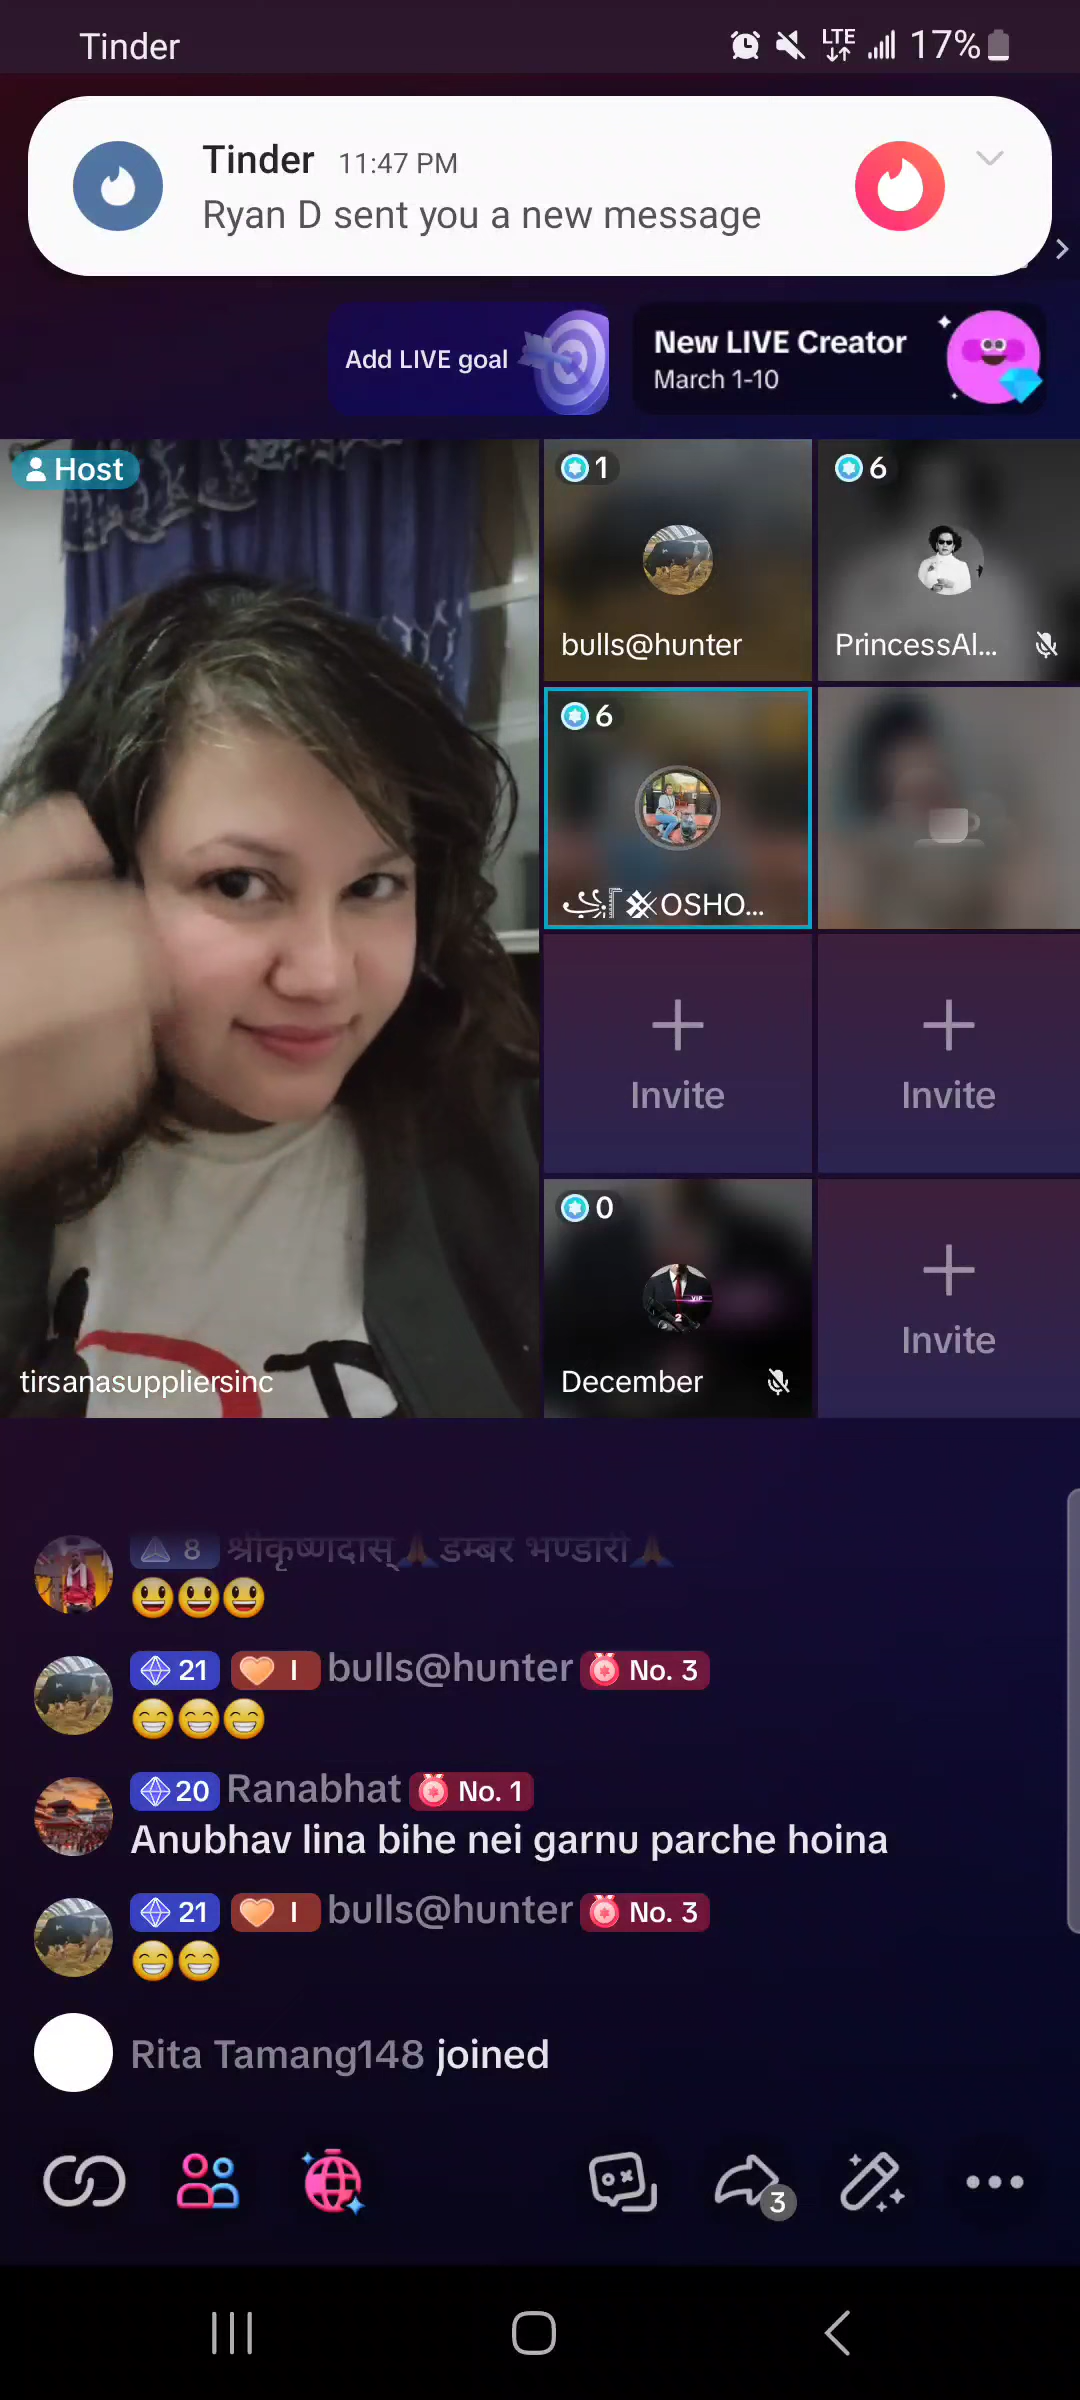 Tinder
LTE
17%
Tinder 11:47 PM
Ryan D sent you a new message
Add LIVE goal
New LIVE Creator
March 1-10
Host
1
6
bulls@hunter
PrincessAl...
6
OSHO...
Invite
Invite
0
VIP
2
Invite
tirsanasuppliersinc
December
8 श्रीकृष्णदास्🙏डम्बर भण्डारी🙏
😃😃😃
21 I bulls@hunter No. 3
😁😁😁
20 Ranabhat No. 1
Anubhav lina bihe nei garnu parche hoina
21 I bulls@hunter No. 3
😁😁
Rita Tamang148 joined
3